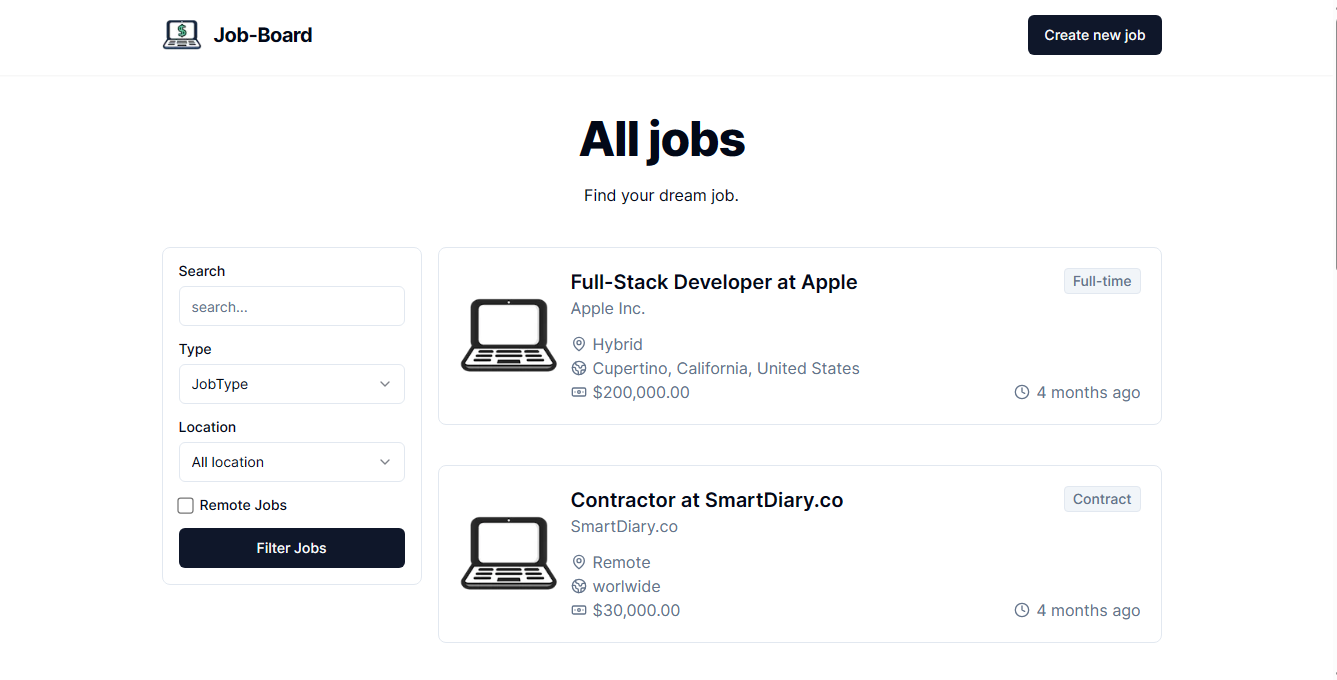 $
Job-Board
Create new job
All jobs
Find your dream job.
Search
search...
Type
JobType
Location
All location
Remote Jobs
Filter Jobs
Full-Stack Developer at Apple
Full-time
Apple Inc.
Hybrid
Cupertino, California, United States
$200,000.00
4 months ago
Contractor at SmartDiary.co
Contract
SmartDiary.co
Remote
worlwide
$30,000.00
4 months ago